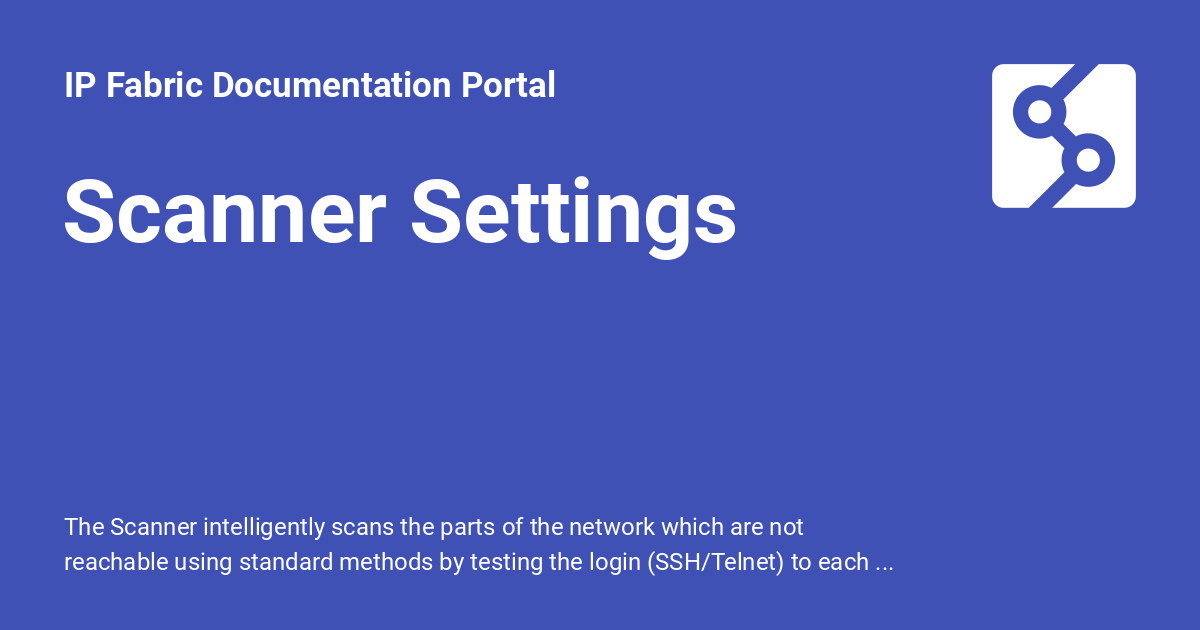 IP Fabric Documentation Portal
Scanner Settings
The Scanner intelligently scans the parts of the network which are not
reachable using standard methods by testing the login (SSH/Telnet) to each ...